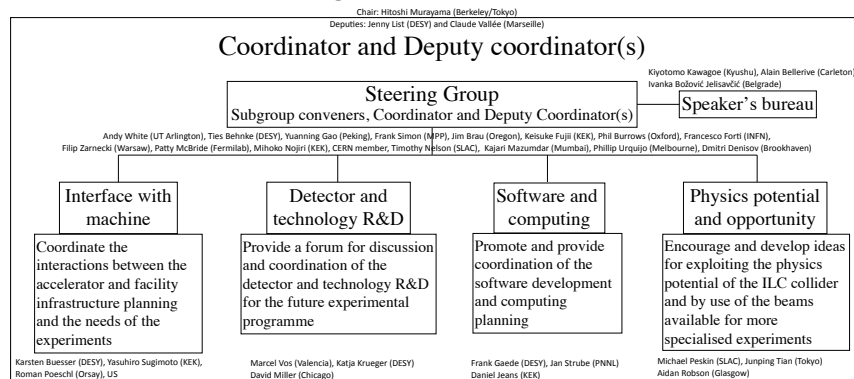 Chair: Hitoshi Murayama (Berkeley/Tokyo)
Deputies: Jenny List (DESY) and Claude Vallée (Marseille)
Coordinator and Deputy coordinator(s)
Kiyotomo Kawagoe (Kyushu), Alain Bellerive (Carleton)
Ivanka Božović Jelisavčić (Belgrade)
Steering Group
Subgroup conveners, Coordinator and Deputy Coordinator(s)
Speaker's bureau
Andy White (UT Arlington), Ties Behnke (DESY), Yuanning Gao (Peking), Frank Simon (MPP), Jim Brau (Oregon), Keisuke Fujii (KEK), Phil Burrows (Oxford), Francesco Forti (INFN)
Filip Zarnecki (Warsaw), Patty McBride (Fermilab), Mihoko Nojiri (KEK), CERN member, Timothy Nelson (SLAC), Kajari Mazumdar (Mumbai), Phillip Urquijo (Melbourne), Dmitri Denisov (Brookhaven)
Interface with
machine
Coordinate the
interactions between the
accelerator and facility
infrastructure planning
and the needs of the
experiments
Karsten Buesser (DESY), Yasuhiro Sugimoto (KEK),
Roman Poeschl (Orsay), US
Detector and
technology R&D
Provide a forum for discussion
and coordination of the
detector and technology R&D
for the future experimental
programme
Marcel Vos (Valencia), Katja Krueger (DESY)
David Miller (Chicago)
Software and
computing
Promote and provide
coordination of the
software development
and computing
planning
Frank Gaede (DESY), Jan Strube (PNNL)
Daniel Jeans (KEK)
Physics potential
and opportunity
Encourage and develop ideas
for exploiting the physics
potential of the ILC collider
and by use of the beams
available for more
specialised experiments
Michael Peskin (SLAC), Junping Tian (Tokyo)
Aidan Robson (Glasgow)